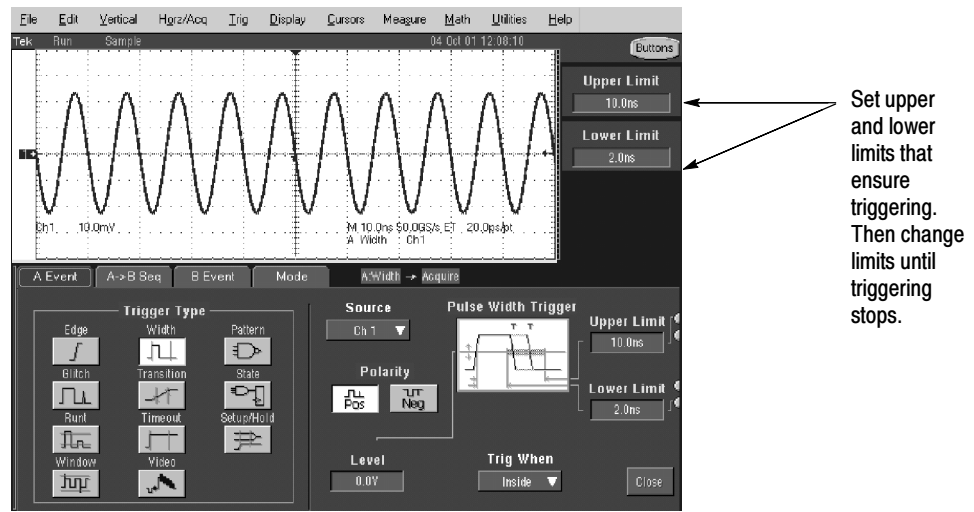 File Edit Vertical Horz/Acq Trig Display Cursors Measure Math Utilities Help
Tek Run Sample 04 Oct 01 12:08:10
Buttons
Upper Limit
10.0ns
Lower Limit
2.0ns
Set upper
and lower
limits that
ensure
triggering.
Then change
limits until
triggering
stops.
1
Ch1 10.0mV M 10.0ns 50.0GS/s ET 20.0ps/pt
A Width Ch1
A Event A->B Seq B Event Mode A:Width → Acquire
Trigger Type
Edge Width Pattern
Glitch Transition State
Runt Timeout Setup/Hold
Window Video
Source
Ch 1
Polarity
Pos Neg
Level
0.0V
Pulse Width Trigger
T T
Upper Limit
10.0ns
Lower Limit
2.0ns
Trig When
Inside
Close